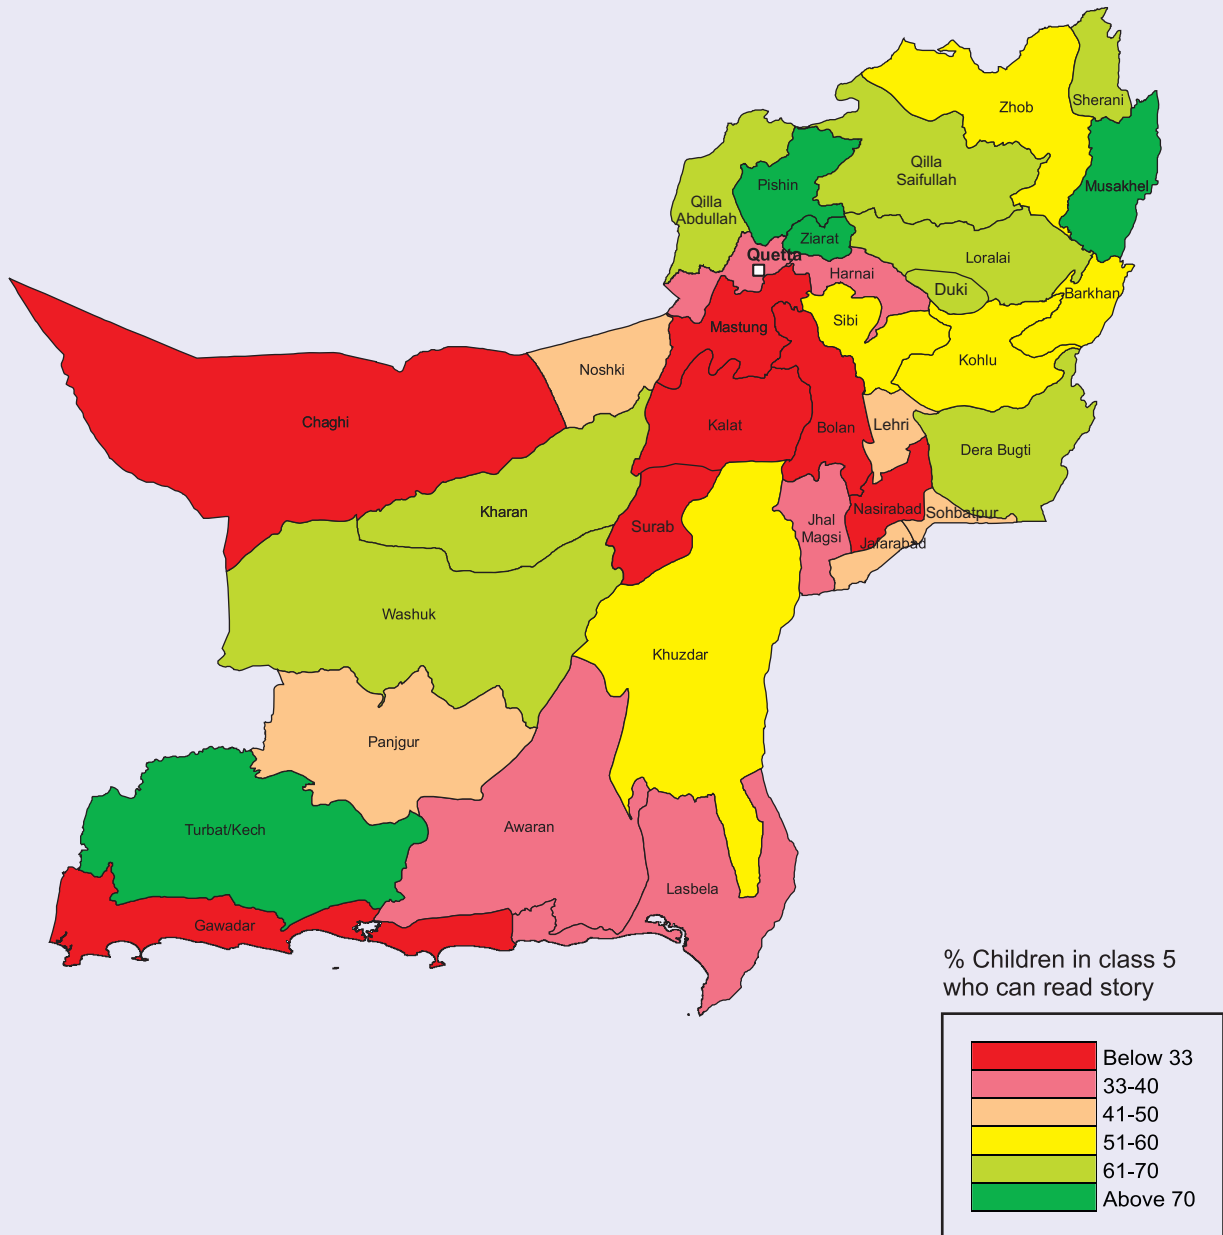 Zhob
Sherani
Qilla
Saifullah
Pishin
Musakhel
Qilla
Abdullah
Ziarat
Quetta
Loralai
Harnai
Duki
Barkhan
Sibi
Mastung
Kohlu
Noshki
Chaghi
Kalat
Bolan
Lehri
Dera Bugti
Kharan
Nasirabad
Sohbatpur
Surab
Jhal
Magsi
Jafarabad
Washuk
Khuzdar
Panjgur
Turbat/Kech
Awaran
Lasbela
Gawadar
% Children in class 5
who can read story
Below 33
33-40
41-50
51-60
61-70
Above 70